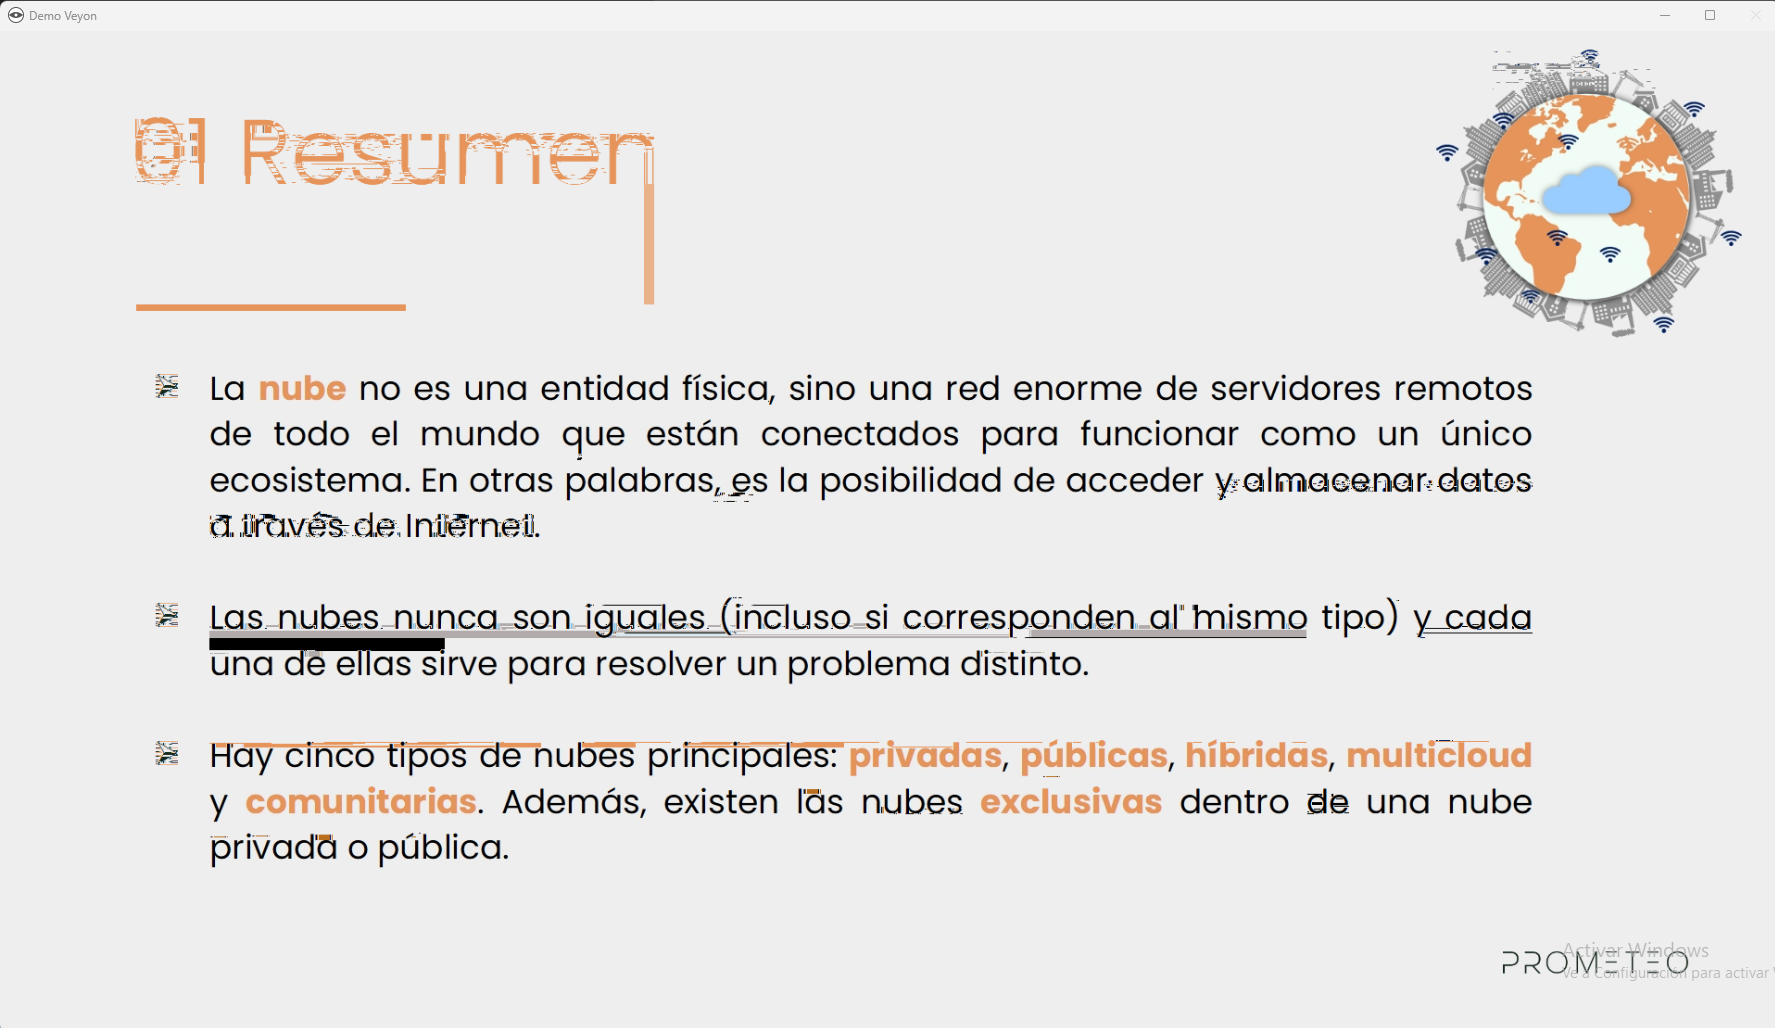 Demo Veyon
01 Resumen
La nube no es una entidad física, sino una red enorme de servidores remotos
de todo el mundo que están conectados para funcionar como un único
ecosistema. En otras palabras, es la posibilidad de acceder y almacenar datos
a través de Internet.
Las nubes nunca son iguales (incluso si corresponden al mismo tipo) y cada
una de ellas sirve para resolver un problema distinto.
Hay cinco tipos de nubes principales: privadas, públicas, híbridas, multicloud
y comunitarias. Además, existen las nubes exclusivas dentro de una nube
privada o pública.
Activar Windows
PROMETEO
Ve a Configuración para activar